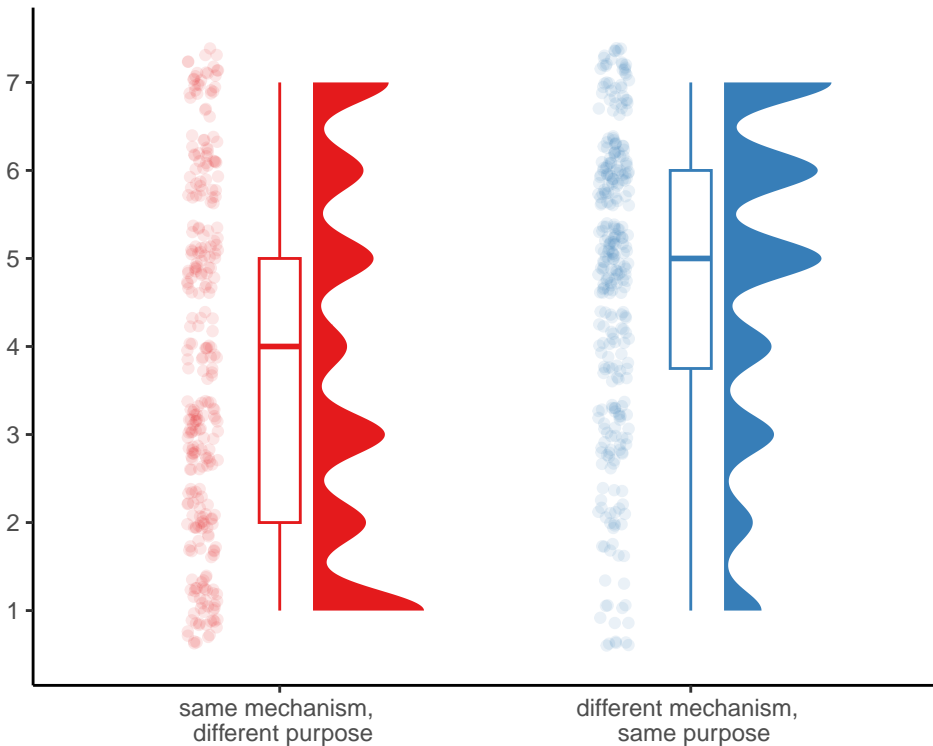 7
6
5
4
3
2
1
same mechanism,
different purpose
different mechanism,
same purpose